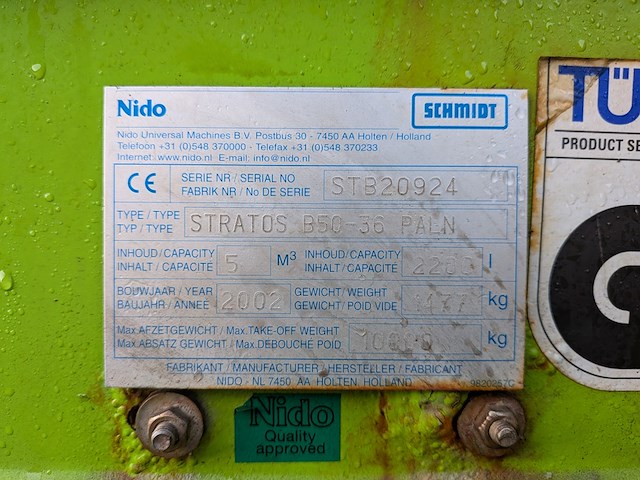 Nido SCHMIDT
Nido Universal Machines B.V. Postbus 30 - 7450 AA Holten / Holland
Telefoon +31 (0)548 370000 - Telefax +31 (0)548 370233
Internet: www.nido.nl E-mail: info@nido.nl
CE SERIE NR / SERIAL NO
FABRIK NR / No DE SERIE STB20924
TYPE / TYPE
TYP / TYPE STRATOS B50-36 PALN
INHOUD / CAPACITY
INHALT / CAPACITÉ 5 M³
INHOUD / CAPACITY
INHALT / CAPACITÉ l
BOUWJAAR / YEAR
BAUJAHR / ANNEE 2002
GEWICHT / WEIGHT
GEWICHT / POID VIDE kg
Max. AFZETGEWICHT / Max. TAKE-OFF WEIGHT
Max. ABSATZ GEWICHT / Max. DEBOUCHE POID kg
FABRIKANT / MANUFACTURER / HERSTELLER / FABRICANT
NIDO - NL 7450 AA HOLTEN HOLLAND
9820257C
Nido
Quality
approved
TÜ
PRODUCT SE